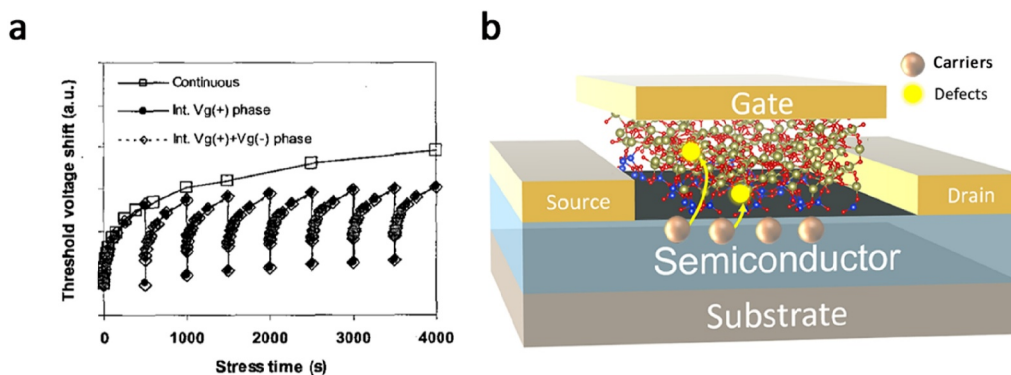 a
Threshold voltage shift (a.u.)
Continuous
Int. Vg(+) phase
Int. Vg(+)+Vg(-) phase
0
1000
2000
3000
4000
Stress time (s)
b
Carriers
Defects
Gate
Source
Drain
Semiconductor
Substrate